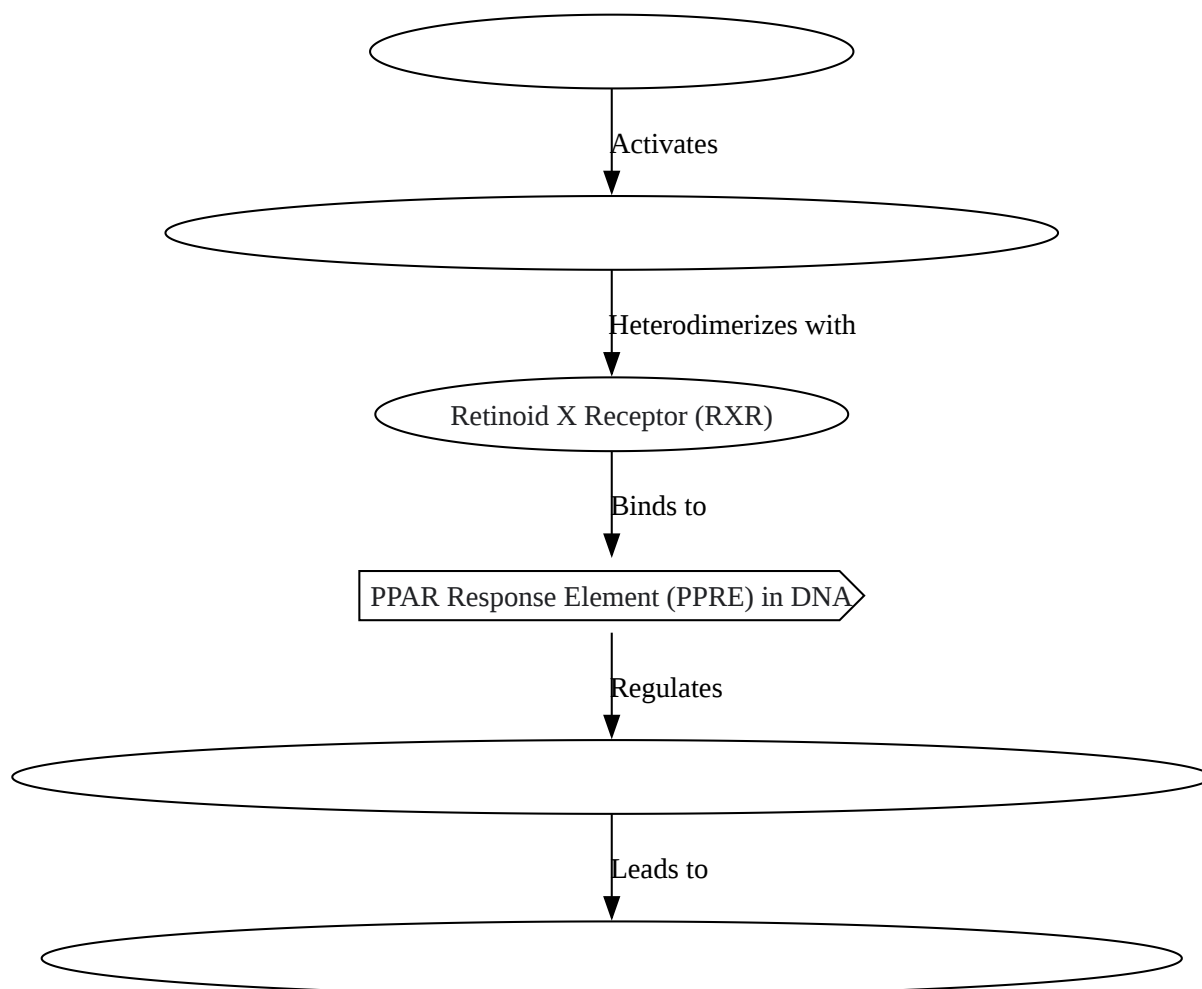 Activates
Heterodimerizes with
Retinoid X Receptor (RXR)
Binds to
PPAR Response Element (PPRE) in DNA
Regulates
Leads to